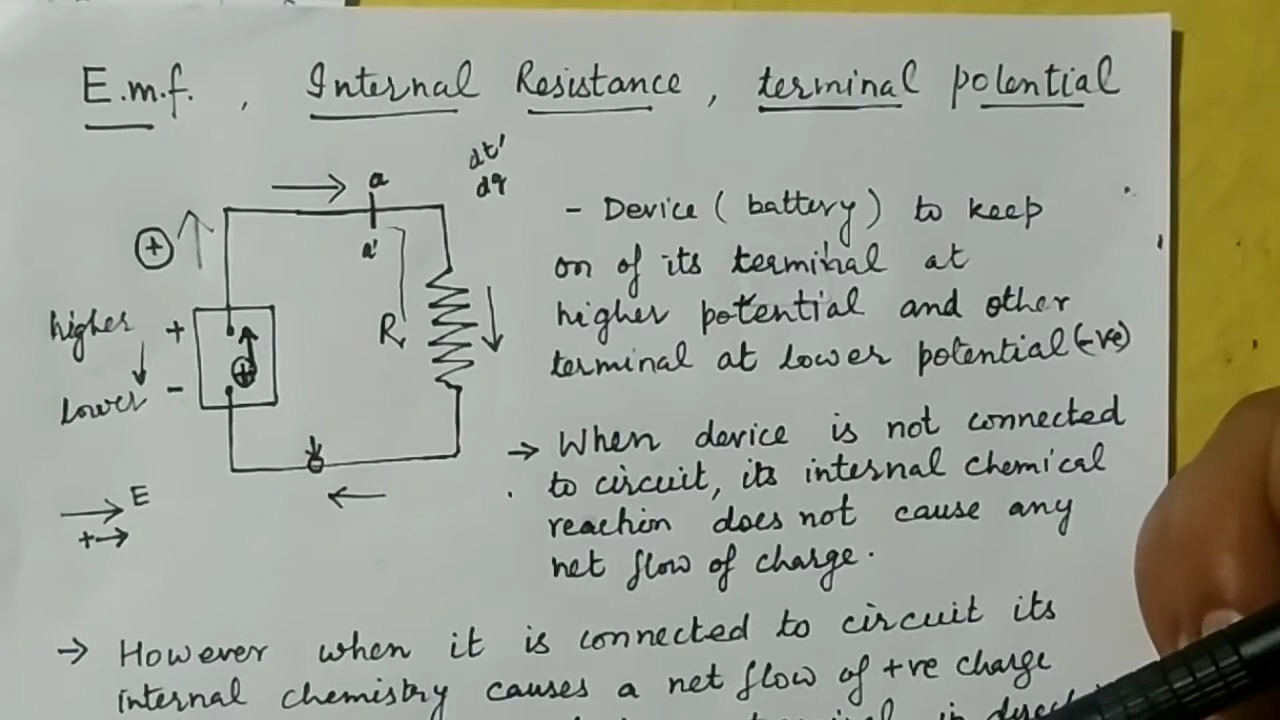 E.m.f. , Internal Resistance , terminal potential
dt'
dq
a
a'
+
higher
+
R
+
lower
-
E
+→
- Device ( battery ) to keep
on of its terminal at
higher potential and other
terminal at lower potential (-ve)
→ When device is not connected
to circuit, its internal chemical
reaction does not cause any
net flow of charge.
→ However when it is connected to circuit its
internal chemistry causes a net flow of +ve charge
terminal in